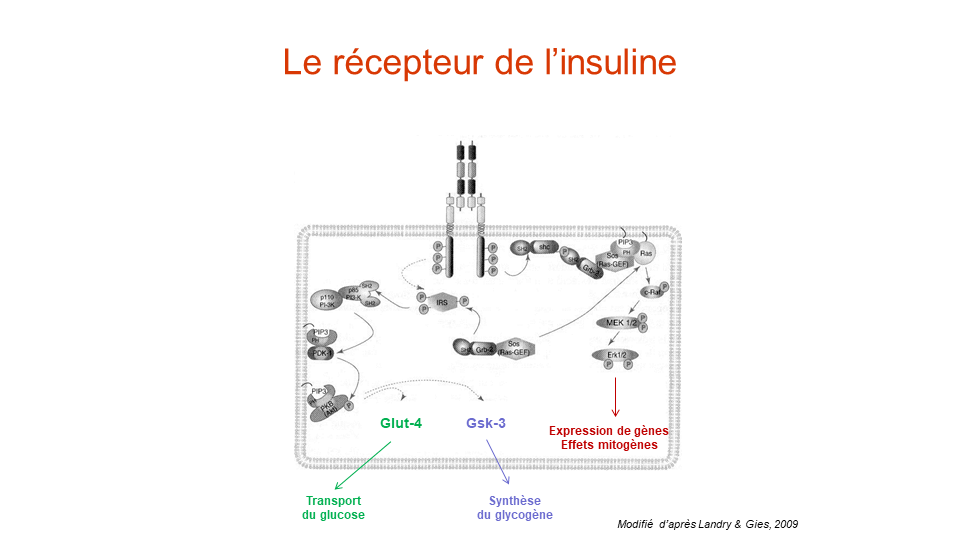 Le récepteur de l’insuline
P
P
P
P
P
P
SH2
shc
P
SH2
Grb-2
Sos
(Ras-GEF)
PIP3
PH
Ras
c-Raf
P
MEK 1/2
P
P
Erk1/2
P
P
p110
PI-3K
p85
PI3-K
SH2
SH3
P
P
IRS
P
SH2
Grb-2
Sos
(Ras-GEF)
PIP3
PH
PDK-1
PIP3
PH
PKB
(Akt)
P
Glut-4
Gsk-3
Expression de gènes
Effets mitogènes
Transport
du glucose
Synthèse
du glycogène
Modifié d’après Landry & Gies, 2009